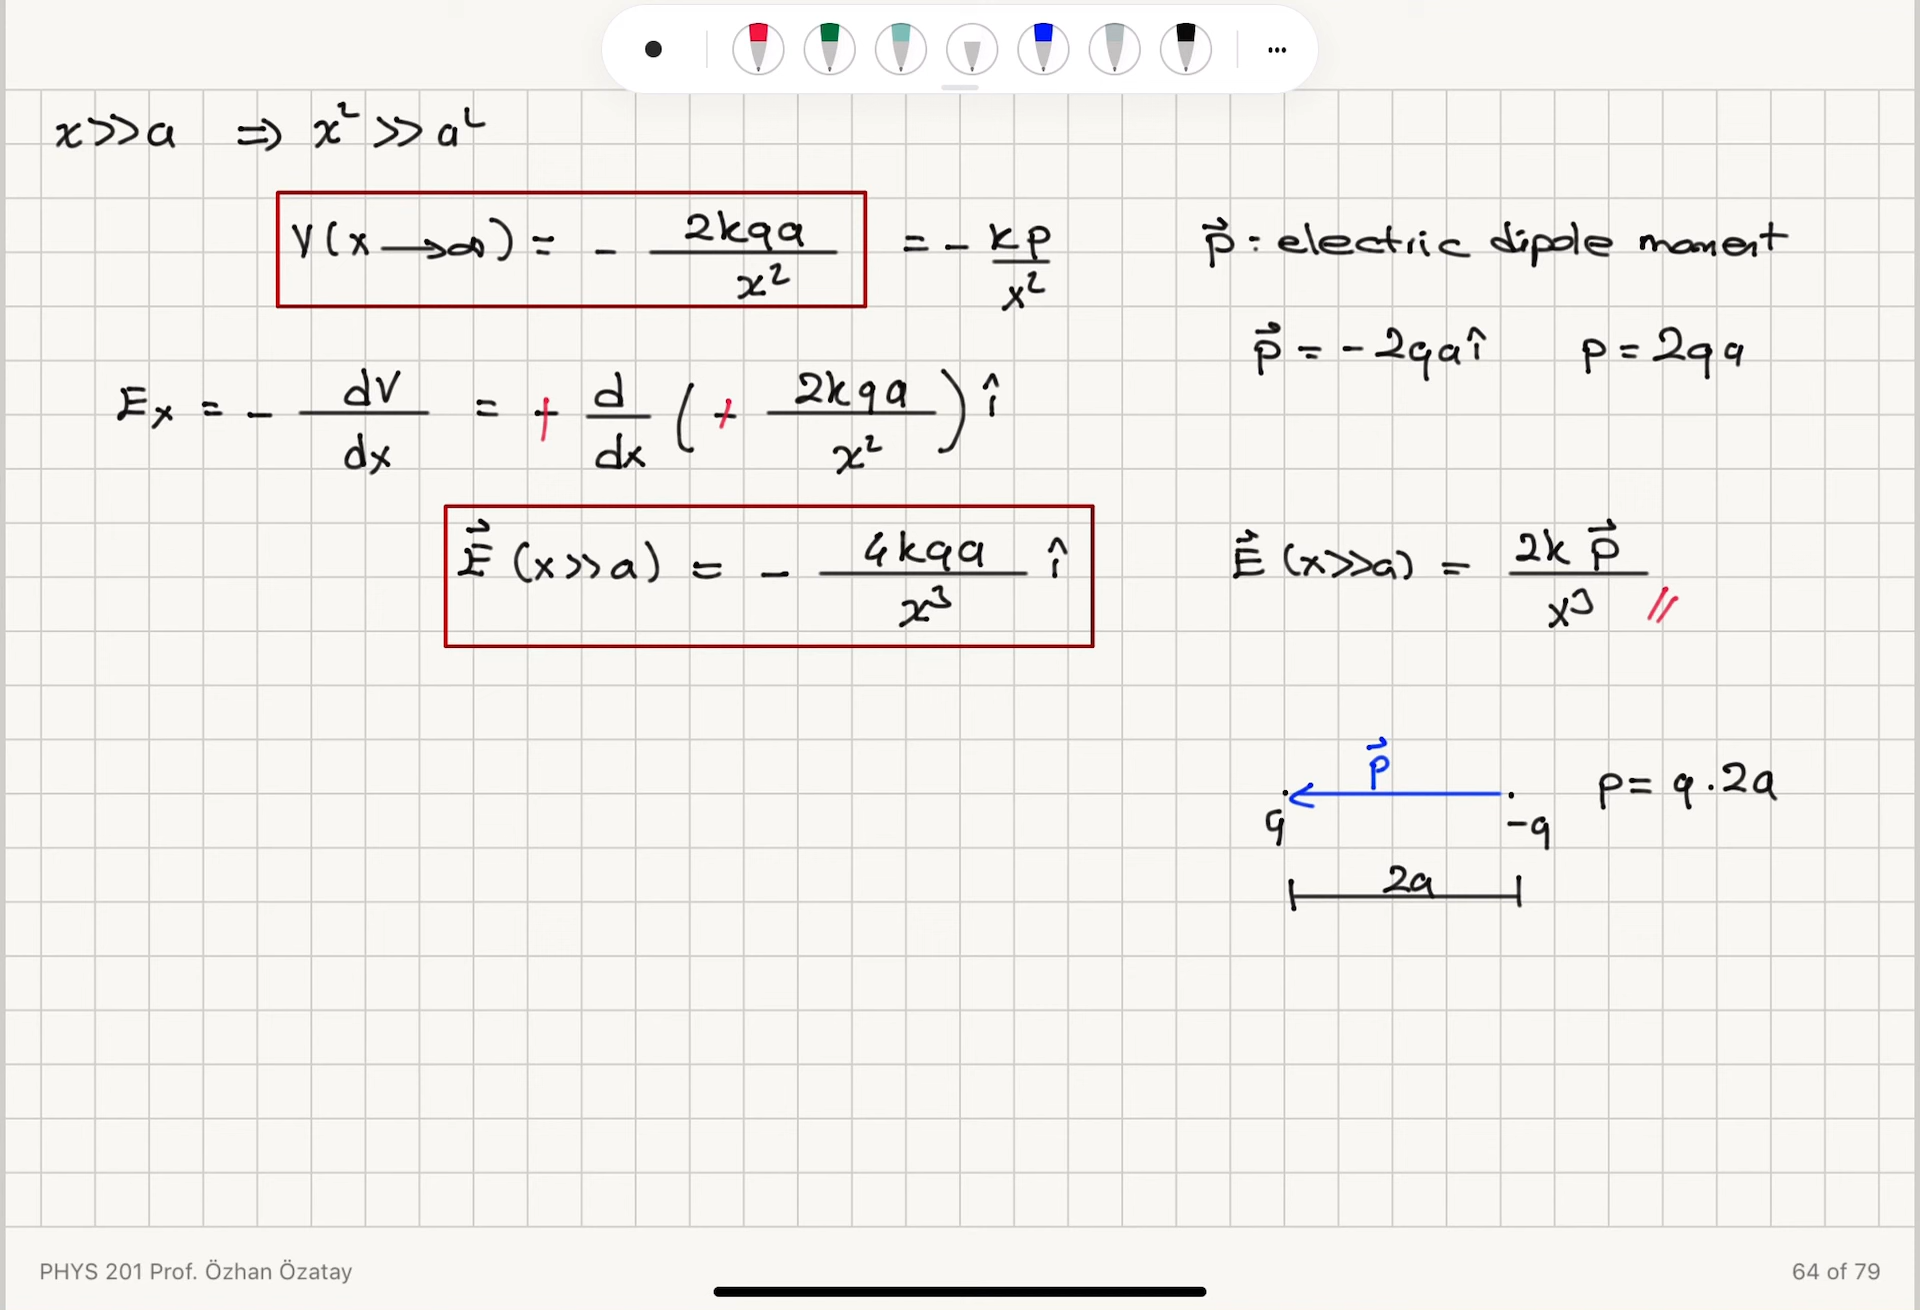 x>>a ⇒ x² >> a²
V(x→∞) = - 2kqa / x² = - kp / x²
p⃗ : electric dipole moment
p⃗ = -2qa î p = 2qa
Ex = - dV/dx = + d/dx (+ 2kqa / x²) î
E⃗ (x>>a) = - 4kqa / x³ î
E⃗ (x>>a) = 2k p⃗ / x³ //
p⃗
q -q p = q.2a
2a
PHYS 201 Prof. Özhan Özatay
64 of 79